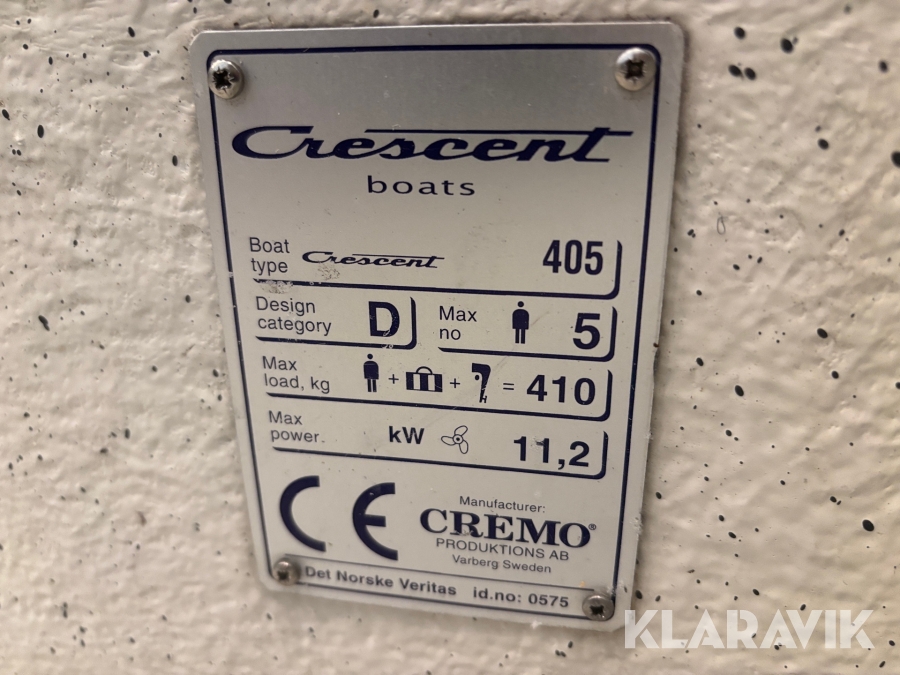 Crescent
boats
Boat type Crescent 405
Design category D
Max no 5
Max load, kg + + = 410
Max power kW 11,2
CE
Manufacturer:
CREMO®
PRODUKTIONS AB
Varberg Sweden
Det Norske Veritas id.no: 0575
KLARAVIK